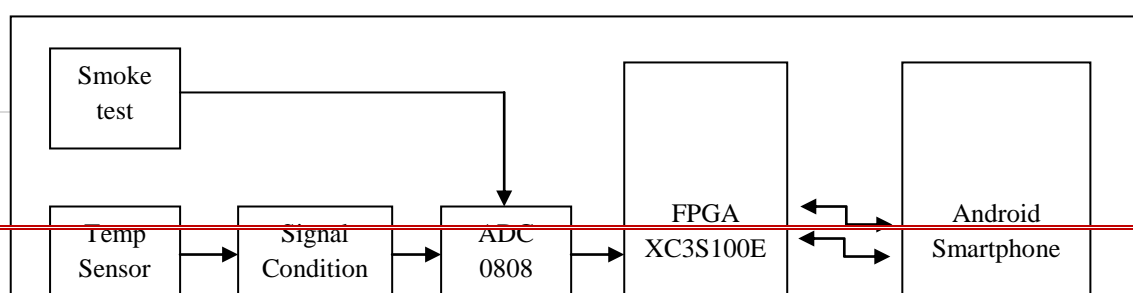 Smoke
test
Temp
Sensor
Signal
Condition
ADC
0808
FPGA
XC3S100E
Android
Smartphone